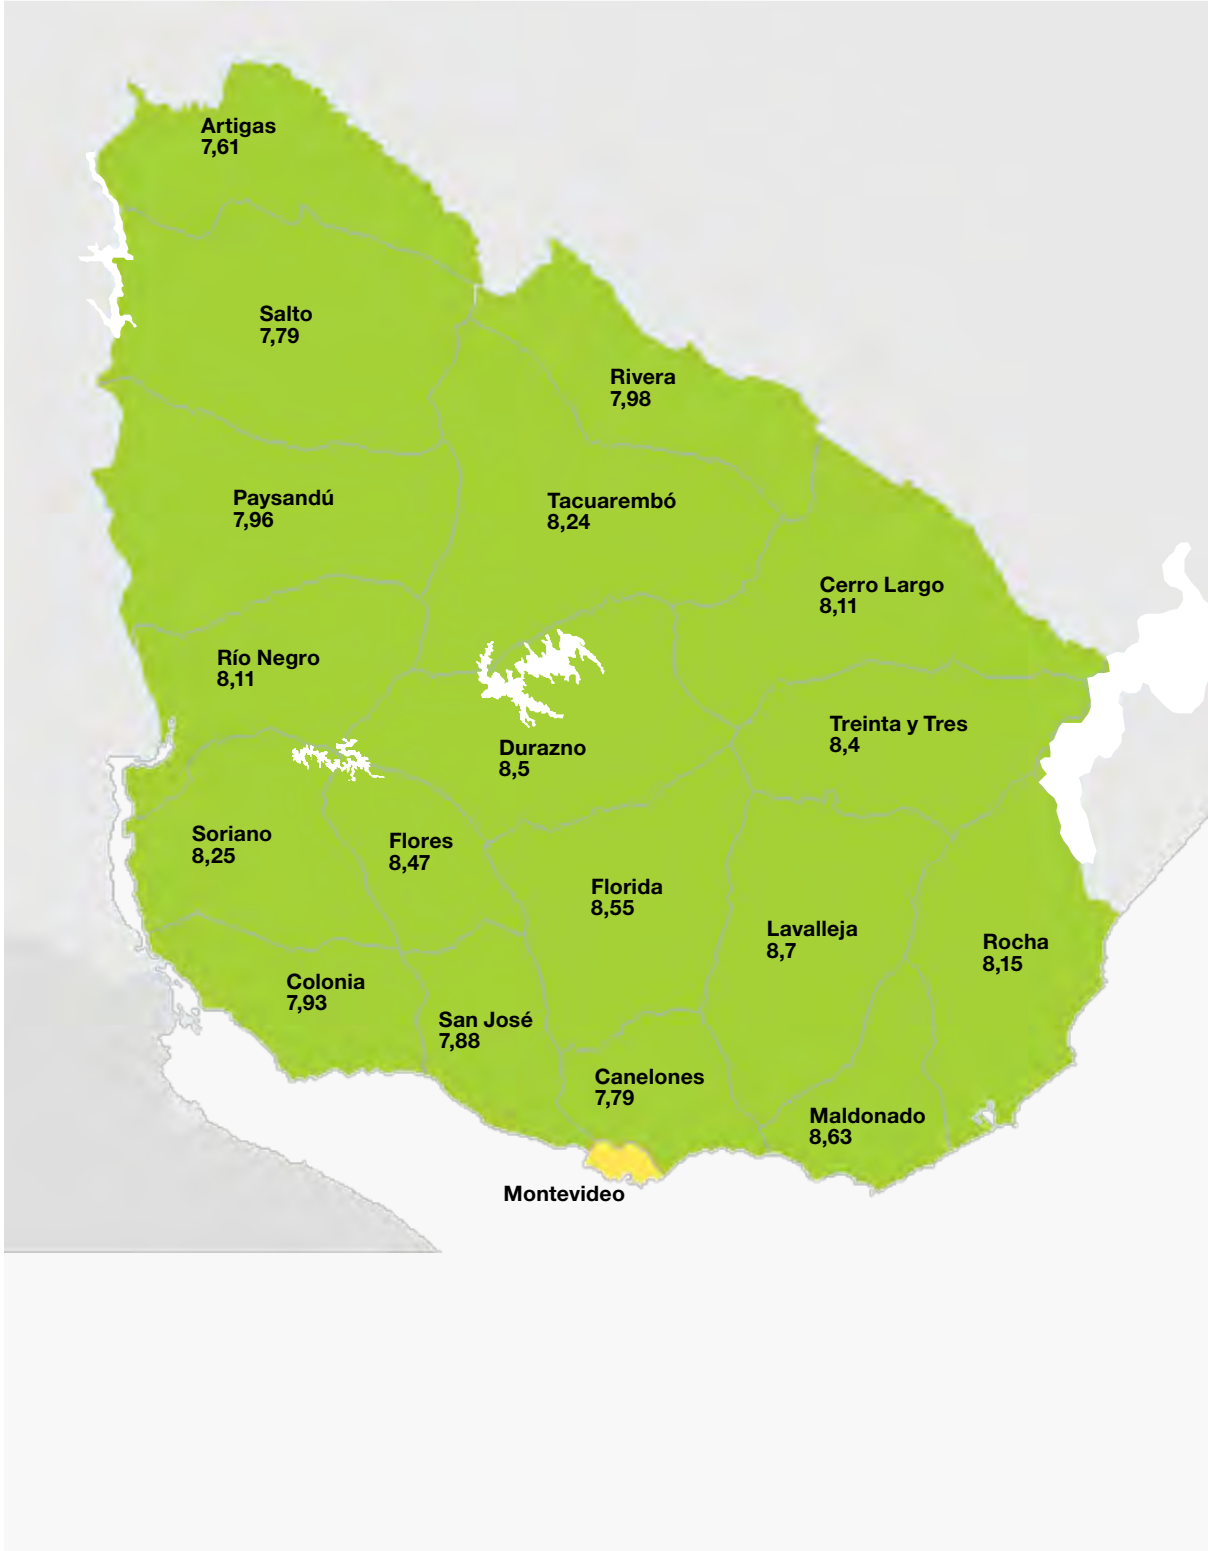 Artigas
7,61
Salto
7,79
Rivera
7,98
Paysandú
7,96
Tacuarembó
8,24
Cerro Largo
8,11
Río Negro
8,11
Treinta y Tres
8,4
Durazno
8,5
Soriano
8,25
Flores
8,47
Florida
8,55
Lavalleja
8,7
Rocha
8,15
Colonia
7,93
San José
7,88
Canelones
7,79
Maldonado
8,63
Montevideo